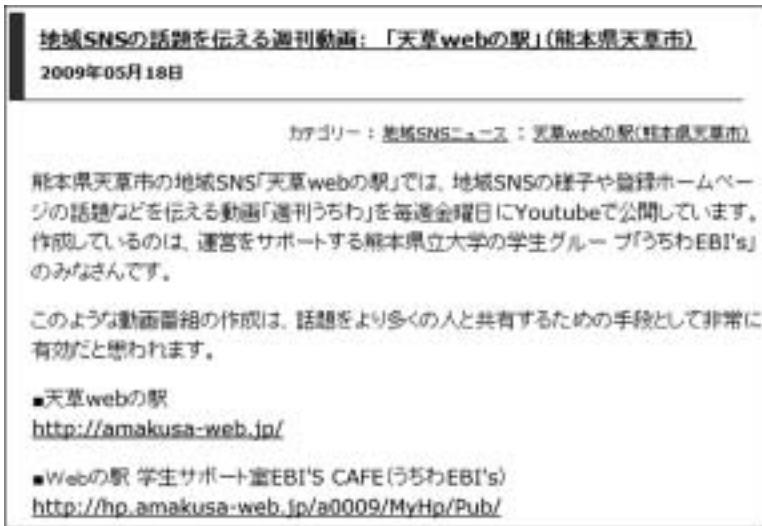 地域SNSの話題を伝える週刊動画: 「天草webの駅」(熊本県天草市)
2009年05月18日
カテゴリー : 地域SNSニュース : 天草webの駅(熊本県天草市)
熊本県天草市の地域SNS「天草webの駅」では、地域SNSの様子や登録ホームペー
ジの話題などを伝える動画「週刊うちわ」を毎週金曜日にYoutubeで公開しています。
作成しているのは、運営をサポートする熊本県立大学の学生グルー プ「うちわEBI's」
のみなさんです。
このような動画番組の作成は、話題をより多くの人と共有するための手段として非常に
有効だと思われます。
■天草webの駅
http://amakusa-web.jp/
■Webの駅 学生サポート室EBI'S CAFE(うちわEBI's)
http://hp.amakusa-web.jp/a0009/MyHp/Pub/